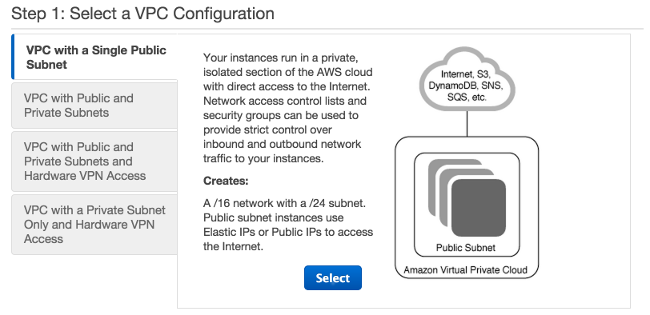 Step 1: Select a VPC Configuration
VPC with a Single Public
Subnet
VPC with Public and
Private Subnets
VPC with Public and
Private Subnets and
Hardware VPN Access
VPC with a Private Subnet
Only and Hardware VPN
Access
Your instances run in a private,
isolated section of the AWS cloud
with direct access to the Internet.
Network access control lists and
security groups can be used to
provide strict control over
inbound and outbound network
traffic to your instances.
Creates:
A /16 network with a /24 subnet.
Public subnet instances use
Elastic IPs or Public IPs to access
the Internet.
Select
Internet, S3,
DynamoDB, SNS,
SQS, etc.
Public Subnet
Amazon Virtual Private Cloud